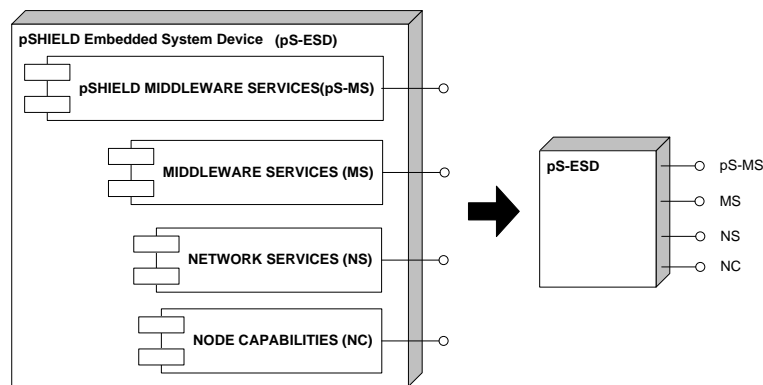 pSHIELD Embedded System Device (pS-ESD)
pSHIELD MIDDLEWARE SERVICES(pS-MS)
MIDDLEWARE SERVICES (MS)
NETWORK SERVICES (NS)
NODE CAPABILITIES (NC)
pS-ESD
pS-MS
MS
NS
NC